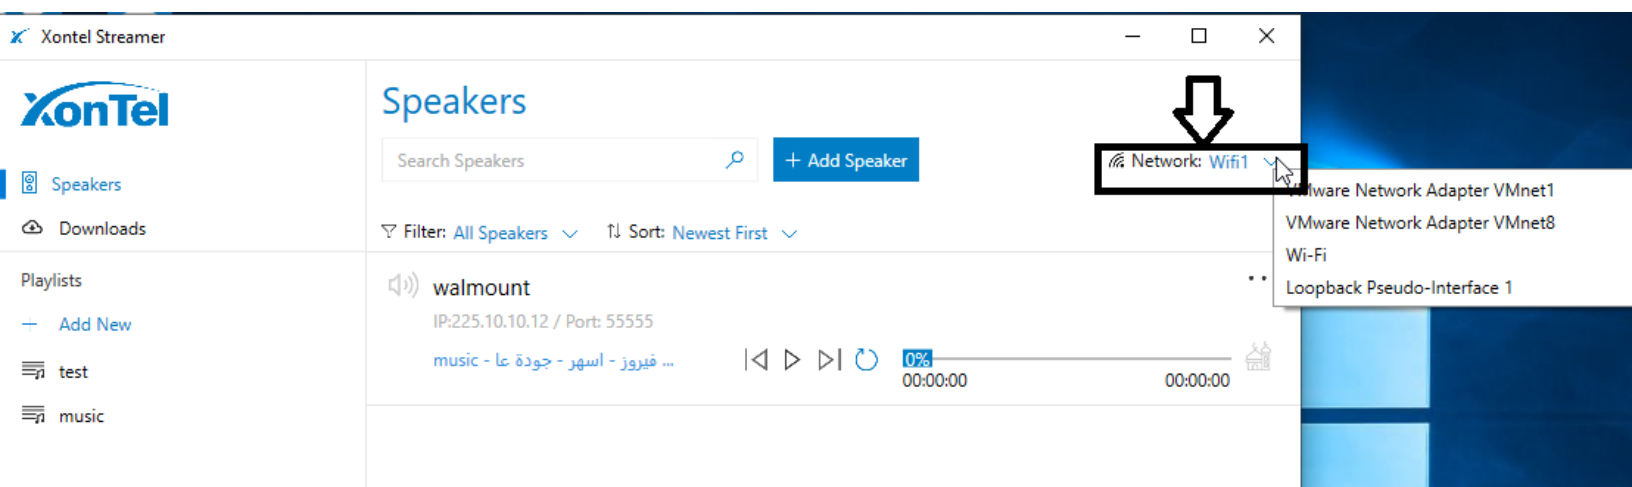 Xontel Streamer
XonTel
Speakers
Downloads
Playlists
+ Add New
test
music
Speakers
Search Speakers
+ Add Speaker
Network: Wifi1
VMware Network Adapter VMnet1
VMware Network Adapter VMnet8
Wi-Fi
Loopback Pseudo-Interface 1
Filter: All Speakers
Sort: Newest First
walmount
IP:225.10.10.12 / Port: 55555
music - فيروز - اسهر - جودة عا ...
0%
00:00:00
00:00:00